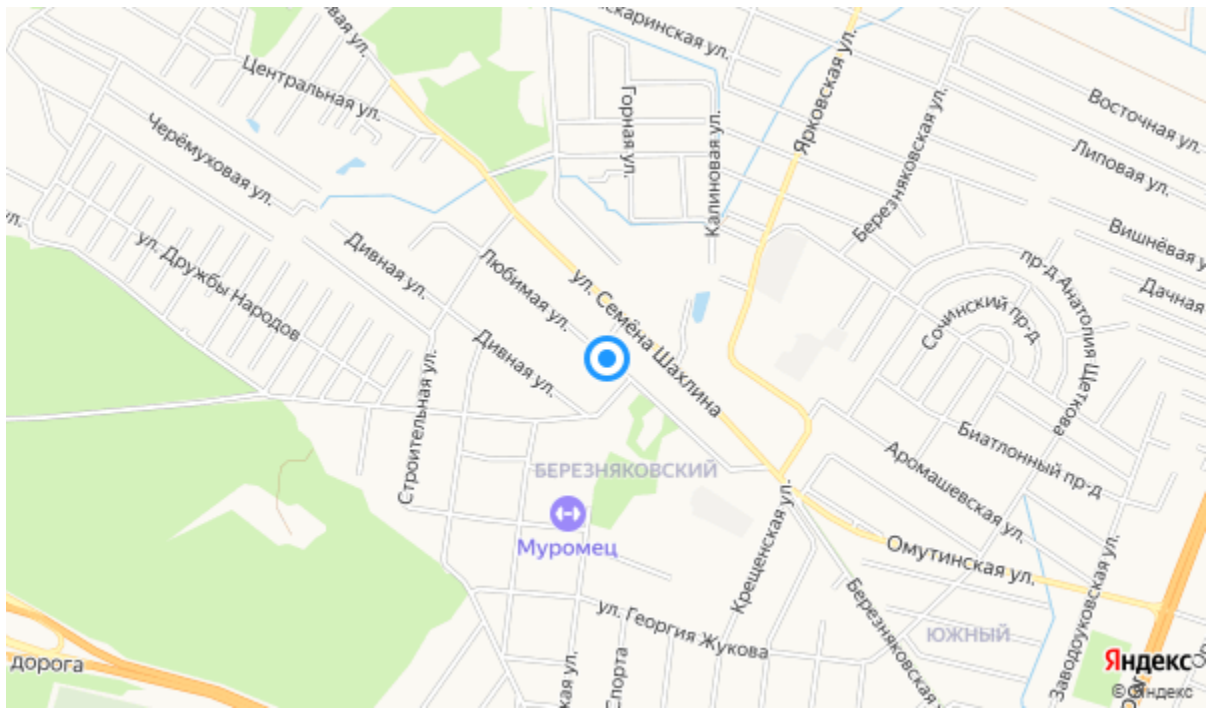 Центральная ул.
Черёмуховая ул.
ул. Дружбы Народов
Дивная ул.
Любимая ул.
Дивная ул.
Строительная ул.
ул. Семёна Шахлина
Горная ул.
Калиновая ул.
Ярковская ул.
Березняковская ул.
Восточная ул.
Липовая ул.
Вишнёвая у
Дачная
пр-д Анатолия Щеткова
Сочинский пр-д
Биатлонный пр-д
Аромашевская ул.
Омутинская ул.
БЕРЕЗНЯКОВСКИЙ
Муромец
Крещенская ул.
ул. Георгия Жукова
Спорта
кая ул.
Березняковская
ЮЖНЫЙ
Заводоуковская ул.
дорога
Яндекс
© Яндекс